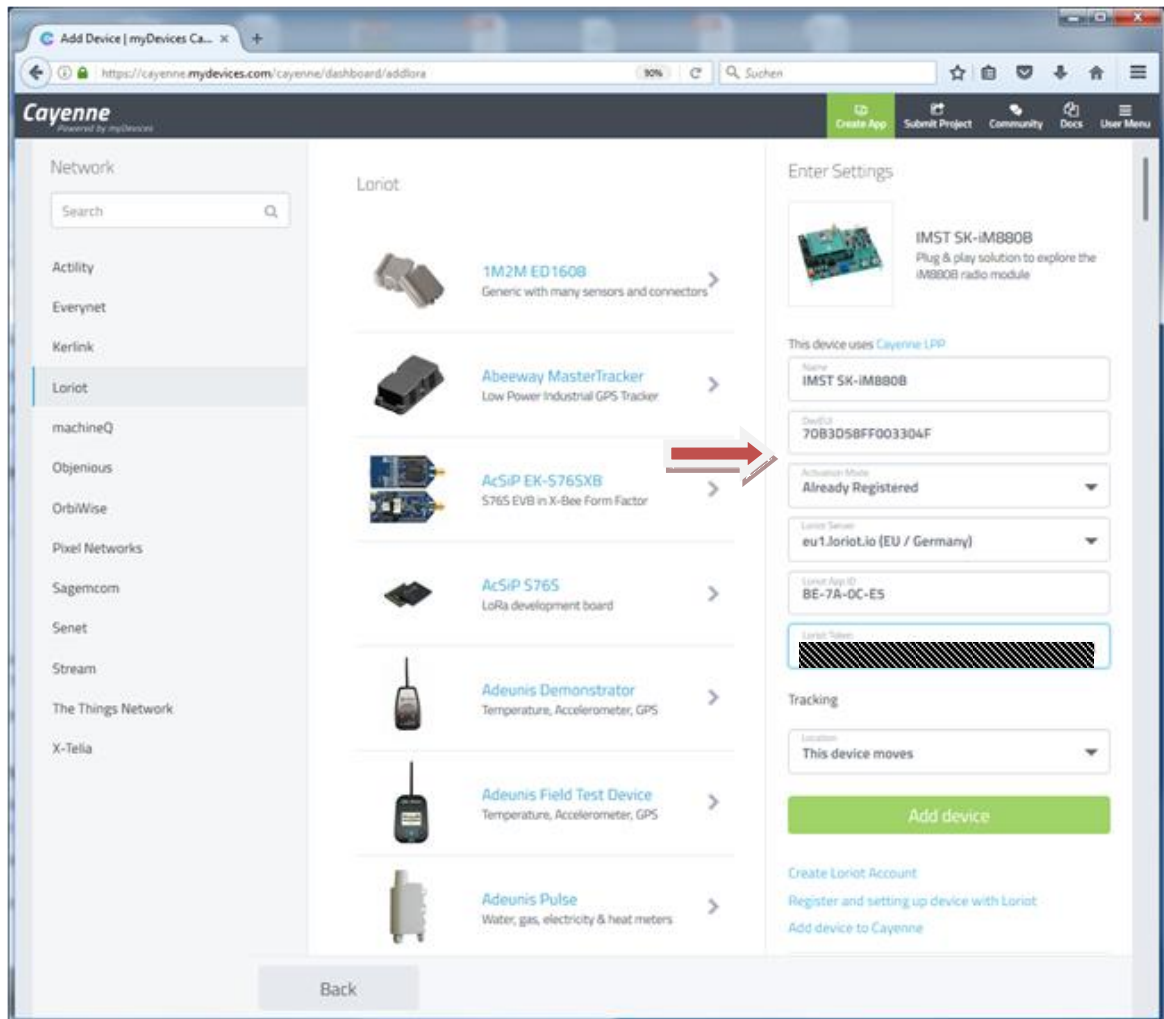 Add Device | myDevices Ca... × +
https://cayenne.mydevices.com/cayenne/dashboard/addlora
90%
Suchen
Cayenne
Powered by myDevices
Create App
Submit Project
Community
Docs
User Menu
Network
Search
Actility
Everynet
Kerlink
Loriot
machineQ
Objenious
OrbiWise
Pixel Networks
Sagemcom
Senet
Stream
The Things Network
X-Telia
Loriot
1M2M ED1608
Generic with many sensors and connectors
Abeeway MasterTracker
Low Power Industrial GPS Tracker
AcSiP EK-S76SXB
S76S EVB in X-Bee Form Factor
AcSiP S76S
LoRa development board
Adeunis Demonstrator
Temperature, Accelerometer, GPS
Adeunis Field Test Device
Temperature, Accelerometer, GPS
Adeunis Pulse
Water, gas, electricity & heat meters
Enter Settings
IMST SK-iM880B
Plug & play solution to explore the
iM880B radio module
This device uses Cayenne LPP
Name
IMST SK-iM880B
DevEUI
70B3D58FF003304F
Activation Mode
Already Registered
Loriot Server
eu1.loriot.io (EU / Germany)
Loriot App ID
BE-7A-0C-E5
Loriot Token
Tracking
Location
This device moves
Add device
Create Loriot Account
Register and setting up device with Loriot
Add device to Cayenne
Back